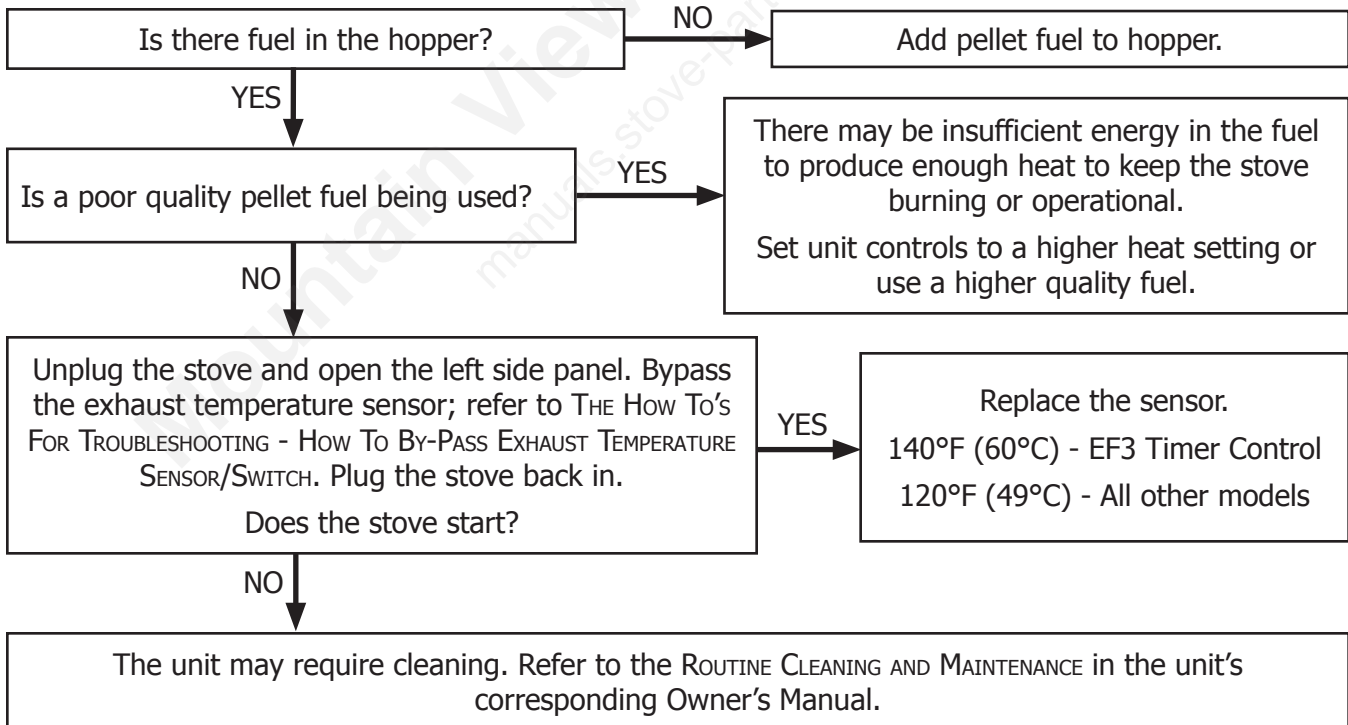 Is there fuel in the hopper?
NO
Add pellet fuel to hopper.
YES
Is a poor quality pellet fuel being used?
YES
There may be insufficient energy in the fuel
to produce enough heat to keep the stove
burning or operational.
Set unit controls to a higher heat setting or
use a higher quality fuel.
NO
Unplug the stove and open the left side panel. Bypass
the exhaust temperature sensor; refer to THE HOW TO'S
FOR TROUBLESHOOTING - HOW TO BY-PASS EXHAUST TEMPERATURE
SENSOR/SWITCH. Plug the stove back in.
Does the stove start?
YES
Replace the sensor.
140°F (60°C) - EF3 Timer Control
120°F (49°C) - All other models
NO
The unit may require cleaning. Refer to the ROUTINE CLEANING AND MAINTENANCE in the unit's
corresponding Owner's Manual.
Mountain View
manuals.stove-par